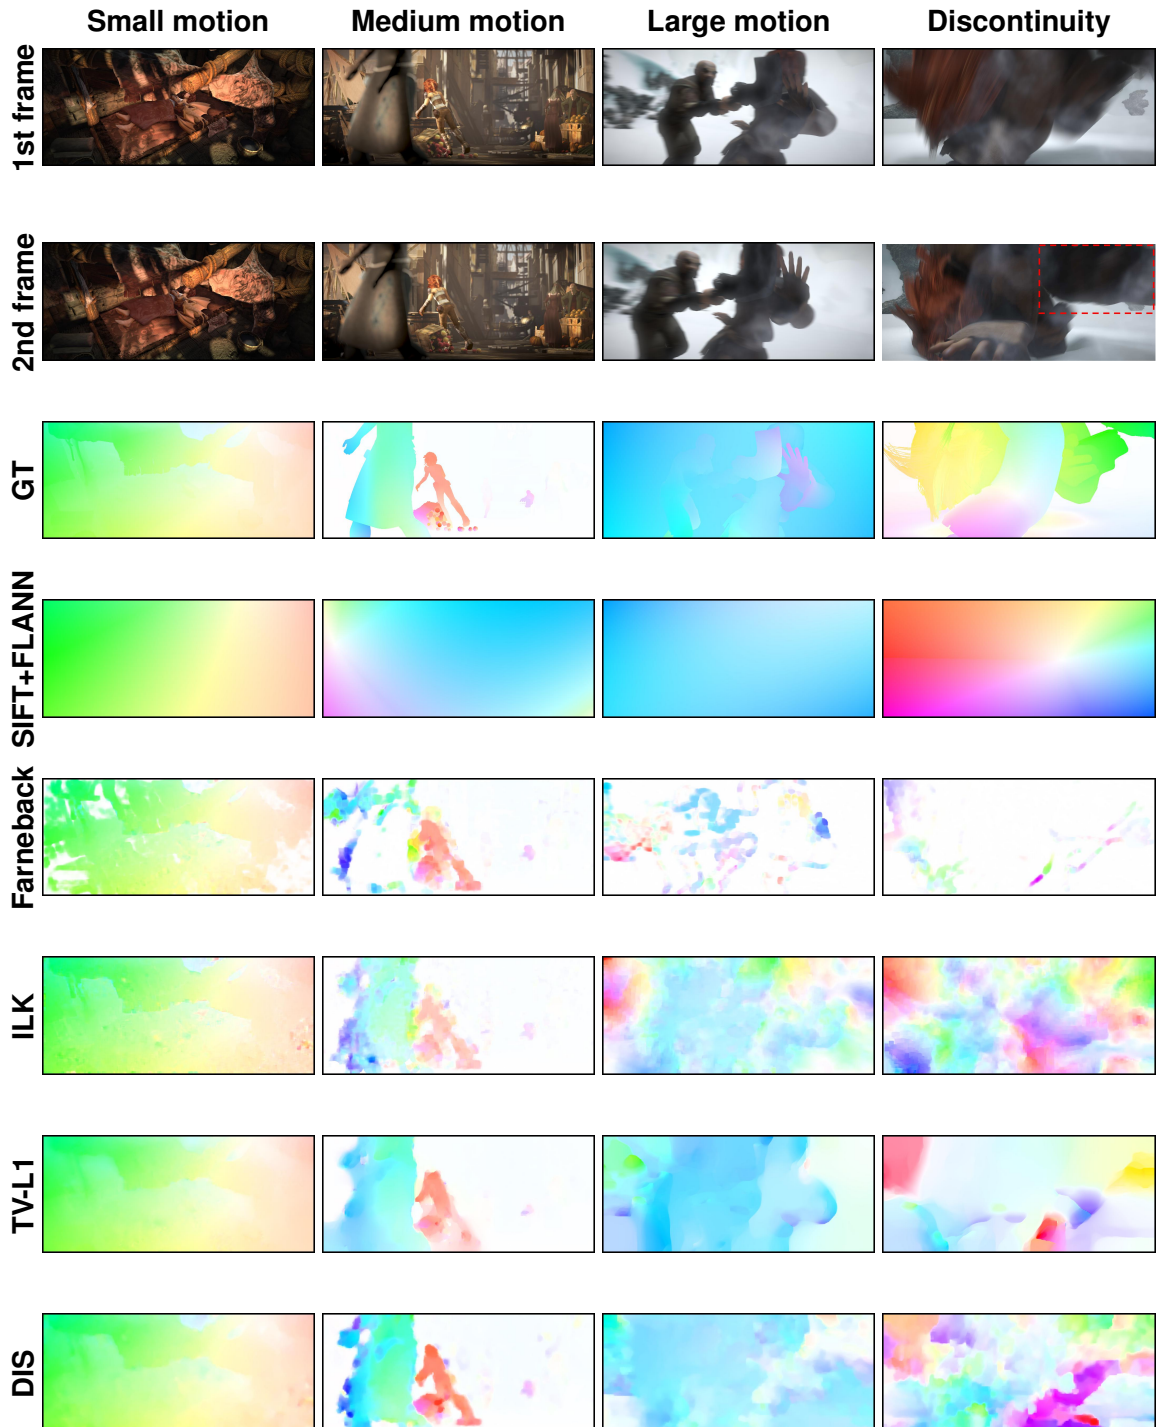 Small motion
Medium motion
Large motion
Discontinuity
1st frame
2nd frame
GT
SIFT+FLANN
Farneback
ILK
TV-L1
DIS